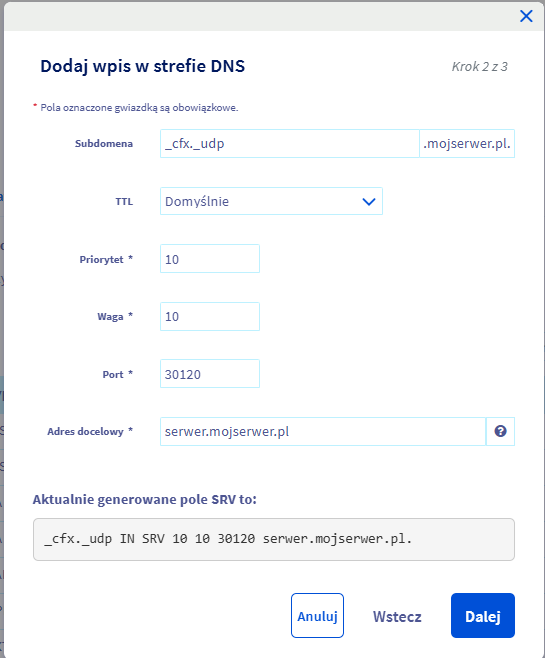 Dodaj wpis w strefie DNS
Krok 2 z 3
* Pola oznaczone gwiazdką są obowiązkowe.
Subdomena _cfx._udp .mojserwer.pl.
TTL Domyślnie
Priorytet * 10
Waga * 10
Port * 30120
Adres docelowy * serwer.mojserwer.pl ?
Aktualnie generowane pole SRV to:
_cfx._udp IN SRV 10 10 30120 serwer.mojserwer.pl.
Anuluj Wstecz Dalej